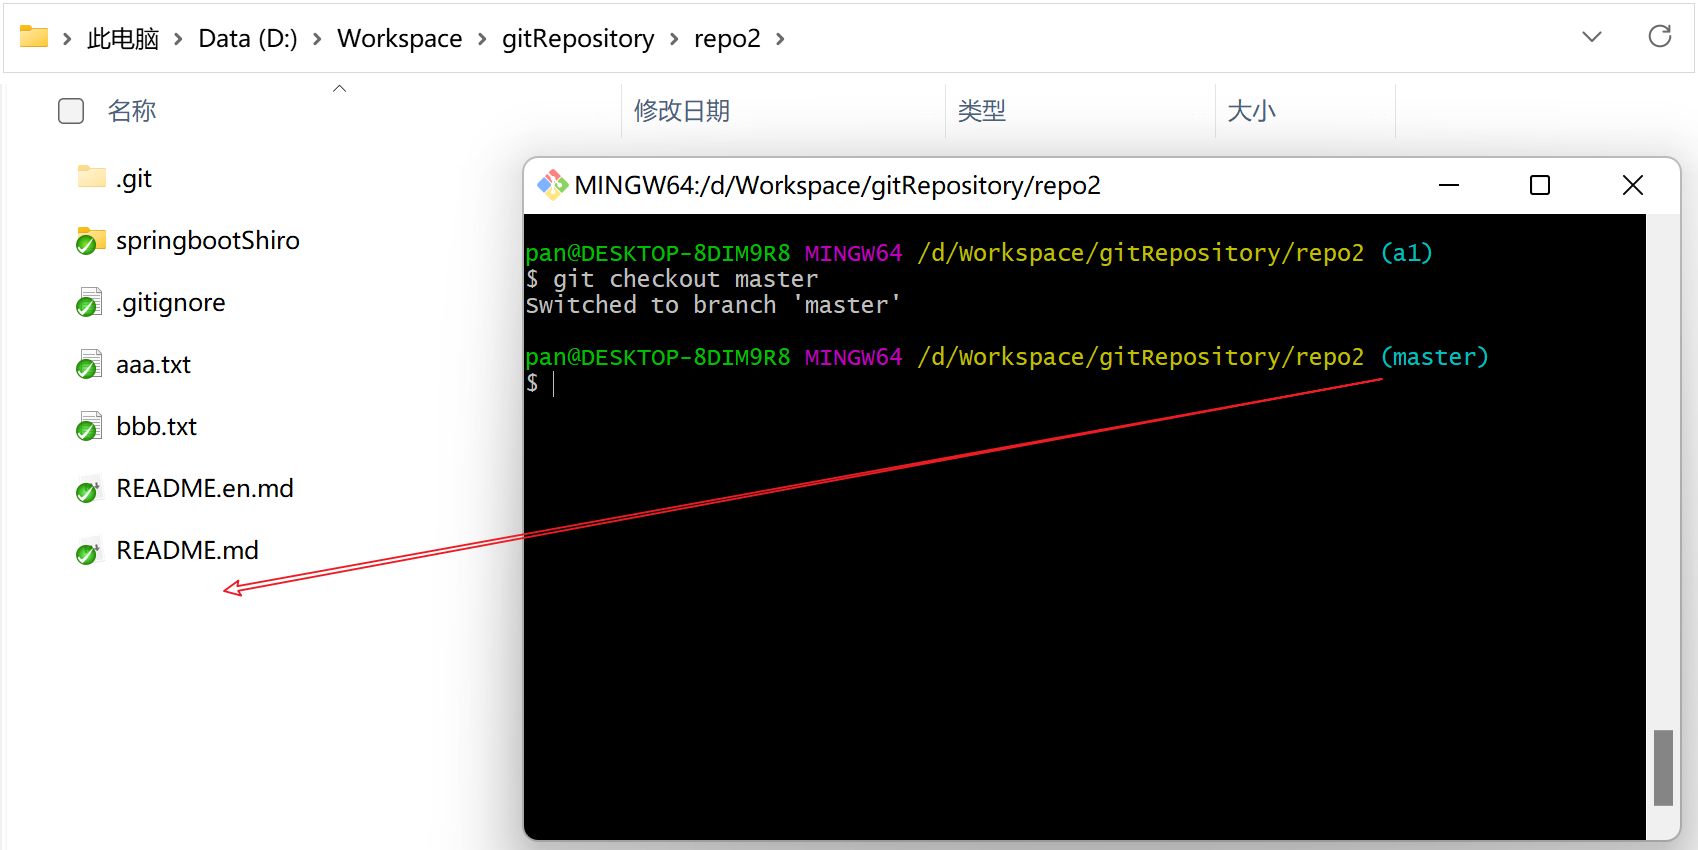 此电脑 > Data (D:) > Workspace > gitRepository > repo2 >
名称 修改日期 类型 大小
.git
springbootShiro
.gitignore
aaa.txt
bbb.txt
README.en.md
README.md
MINGW64:/d/Workspace/gitRepository/repo2
pan@DESKTOP-8DIM9R8 MINGW64 /d/Workspace/gitRepository/repo2 (a1)
$ git checkout master
Switched to branch 'master'
pan@DESKTOP-8DIM9R8 MINGW64 /d/Workspace/gitRepository/repo2 (master)
$